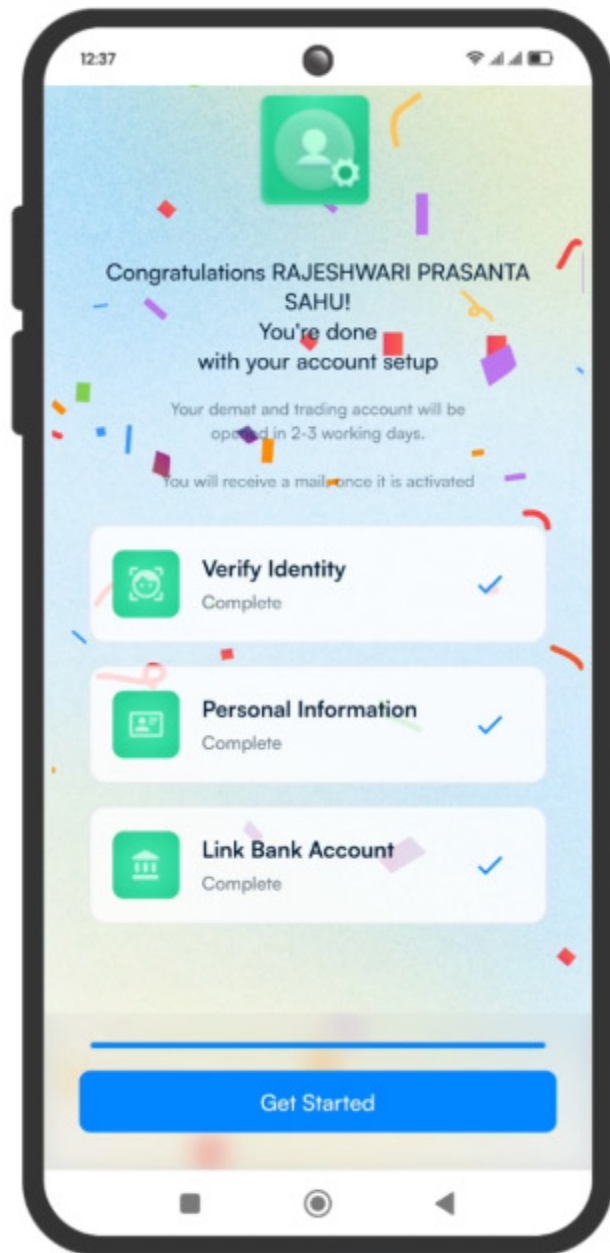 12:37
Congratulations RAJESHWARI PRASANTA
SAHU!
You're done
with your account setup
Your demat and trading account will be
opened in 2-3 working days.
You will receive a mail once it is activated
Verify Identity
Complete
Personal Information
Complete
Link Bank Account
Complete
Get Started